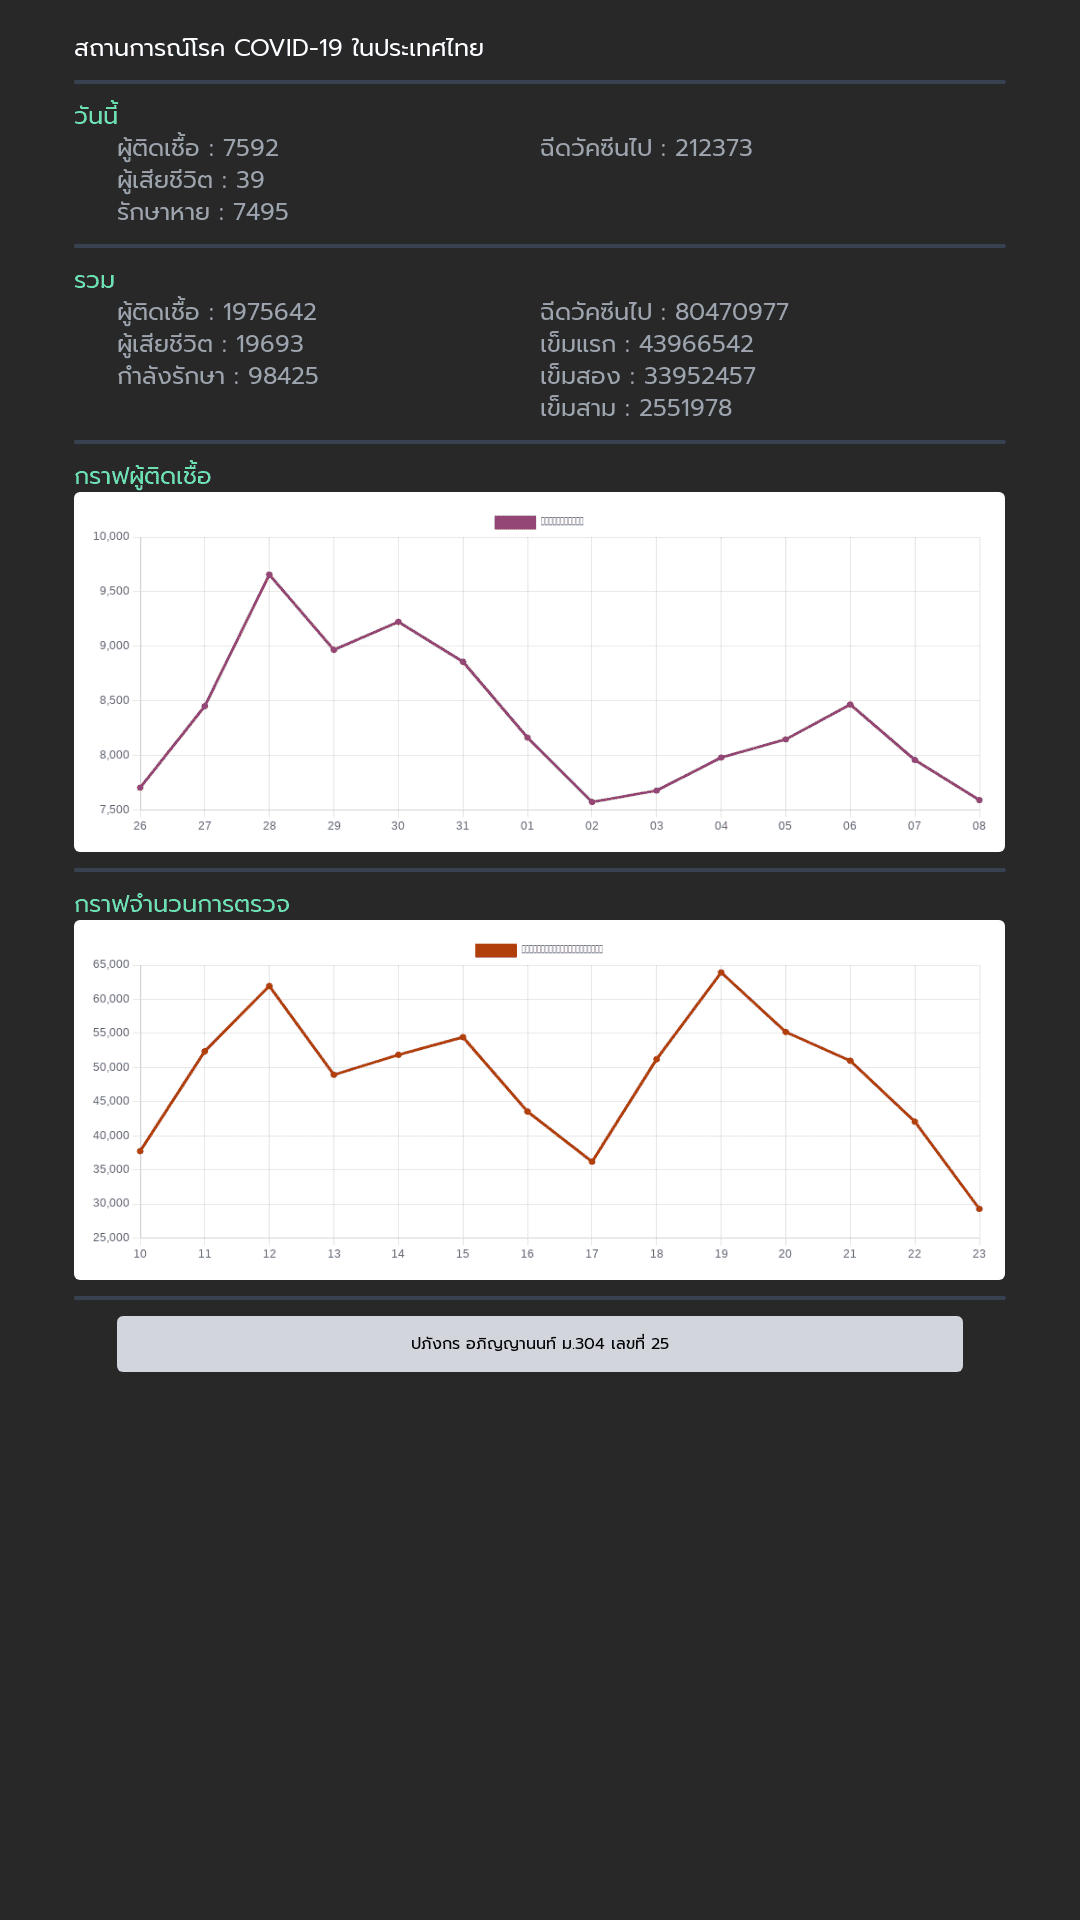 สถานการณ์โรค COVID-19 ในประเทศไทย
วันนี้
ผู้ติดเชื้อ : 7592
ผู้เสียชีวิต : 39
รักษาหาย : 7495
ฉีดวัคซีนไป : 212373
รวม
ผู้ติดเชื้อ : 1975642
ผู้เสียชีวิต : 19693
กำลังรักษา : 98425
ฉีดวัคซีนไป : 80470977
เข็มแรก : 43966542
เข็มสอง : 33952457
เข็มสาม : 2551978
กราฟผู้ติดเชื้อ
10,000
9,500
9,000
8,500
8,000
7,500
26 27 28 29 30 31 01 02 03 04 05 06 07 08
กราฟจำนวนการตรวจ
65,000
60,000
55,000
50,000
45,000
40,000
35,000
30,000
25,000
10 11 12 13 14 15 16 17 18 19 20 21 22 23
ปภังกร อภิญญานนท์ ม.304 เลขที่ 25